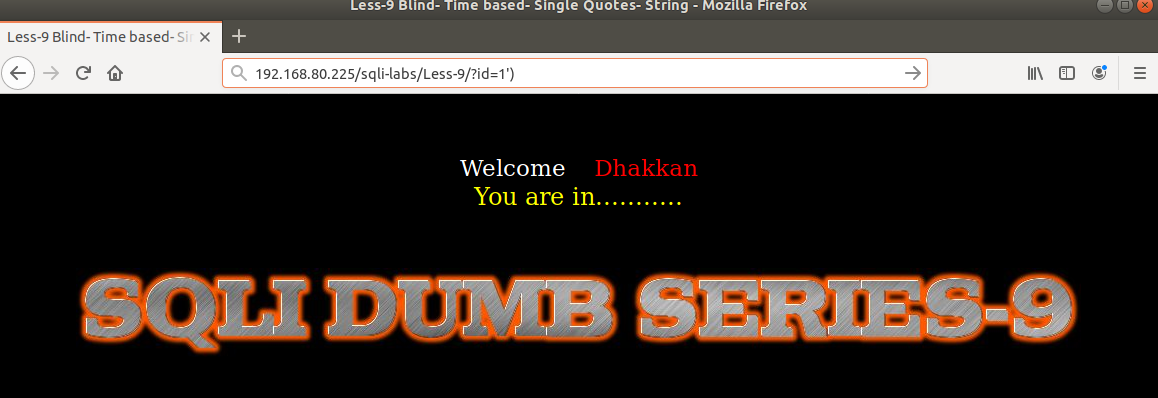 Less-9 Blind- Time based- Single Quotes- String - Mozilla Firefox
Less-9 Blind- Time based- Sin
192.168.80.225/sqli-labs/Less-9/?id=1')
Welcome Dhakkan
You are in...........
SQLI DUMB SERIES-9